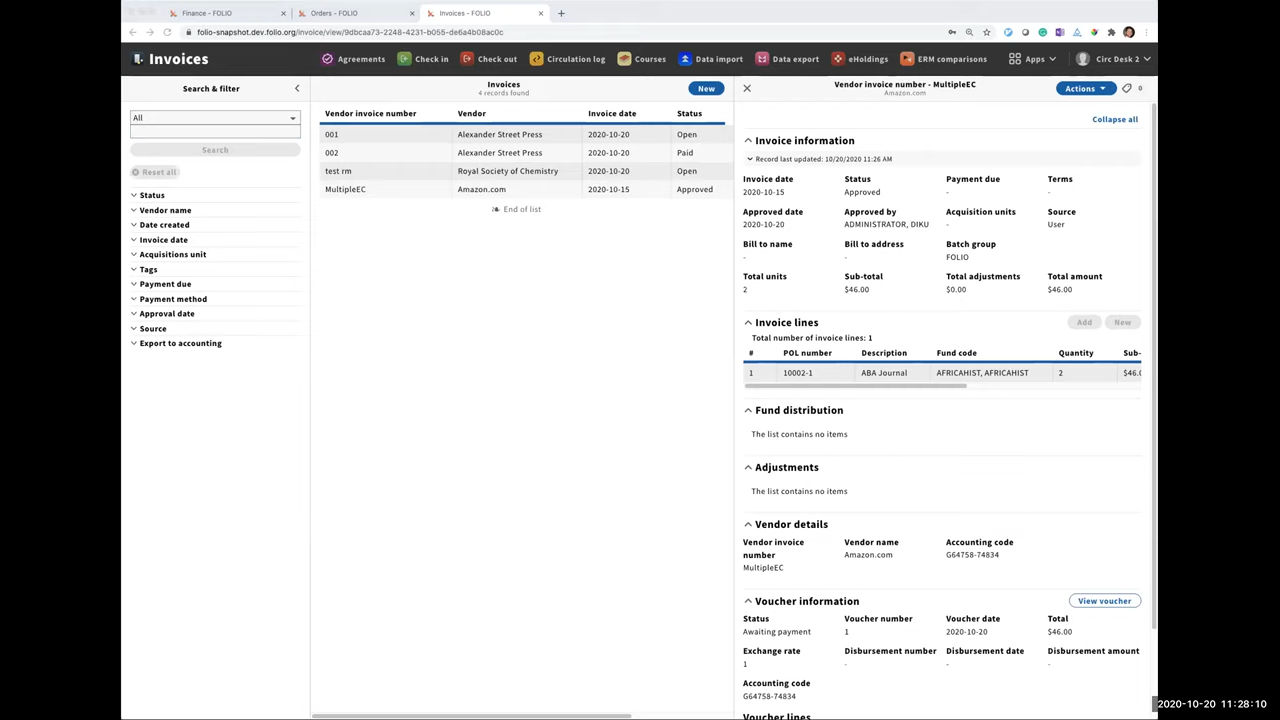 Finance - FOLIO
Orders - FOLIO
Invoices - FOLIO
folio-snapshot.dev.folio.org/invoice/view/9dbcaa73-2248-4231-b055-de6a4b08ac0c
Invoices
Agreements
Check in
Check out
Circulation log
Courses
Data import
Data export
eHoldings
ERM comparisons
Apps
Circ Desk 2
Search & filter
All
Search
Reset all
Status
Vendor name
Date created
Invoice date
Acquisitions unit
Tags
Payment due
Payment method
Approval date
Source
Export to accounting
Invoices
4 records found
New
Vendor invoice number Vendor Invoice date Status
001 Alexander Street Press 2020-10-20 Open
002 Alexander Street Press 2020-10-20 Paid
test rm Royal Society of Chemistry 2020-10-20 Open
MultipleEC Amazon.com 2020-10-15 Approved
End of list
Vendor invoice number - MultipleEC
Amazon.com
Actions
0
Collapse all
Invoice information
Record last updated: 10/20/2020 11:26 AM
Invoice date Status Payment due Terms
2020-10-15 Approved - -
Approved date Approved by Acquisition units Source
2020-10-20 ADMINISTRATOR, DIKU - User
Bill to name Bill to address Batch group
- - FOLIO
Total units Sub-total Total adjustments Total amount
2 $46.00 $0.00 $46.00
Invoice lines
Add New
Total number of invoice lines: 1
# POL number Description Fund code Quantity Sub-
1 10002-1 ABA Journal AFRICAHIST, AFRICAHIST 2 $46.0
Fund distribution
The list contains no items
Adjustments
The list contains no items
Vendor details
Vendor invoice Vendor name Accounting code
number Amazon.com G64758-74834
MultipleEC
Voucher information
View voucher
Status Voucher number Voucher date Total
Awaiting payment 1 2020-10-20 $46.00
Exchange rate Disbursement number Disbursement date Disbursement amount
1 - - -
Accounting code
G64758-74834
Voucher lines
2020-10-20 11:28:10